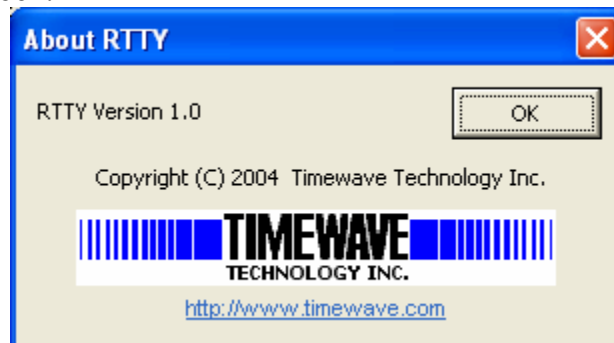 About RTTY
RTTY Version 1.0
OK
Copyright (C) 2004 Timewave Technology Inc.
TIMEWAVE
TECHNOLOGY INC.
http://www.timewave.com